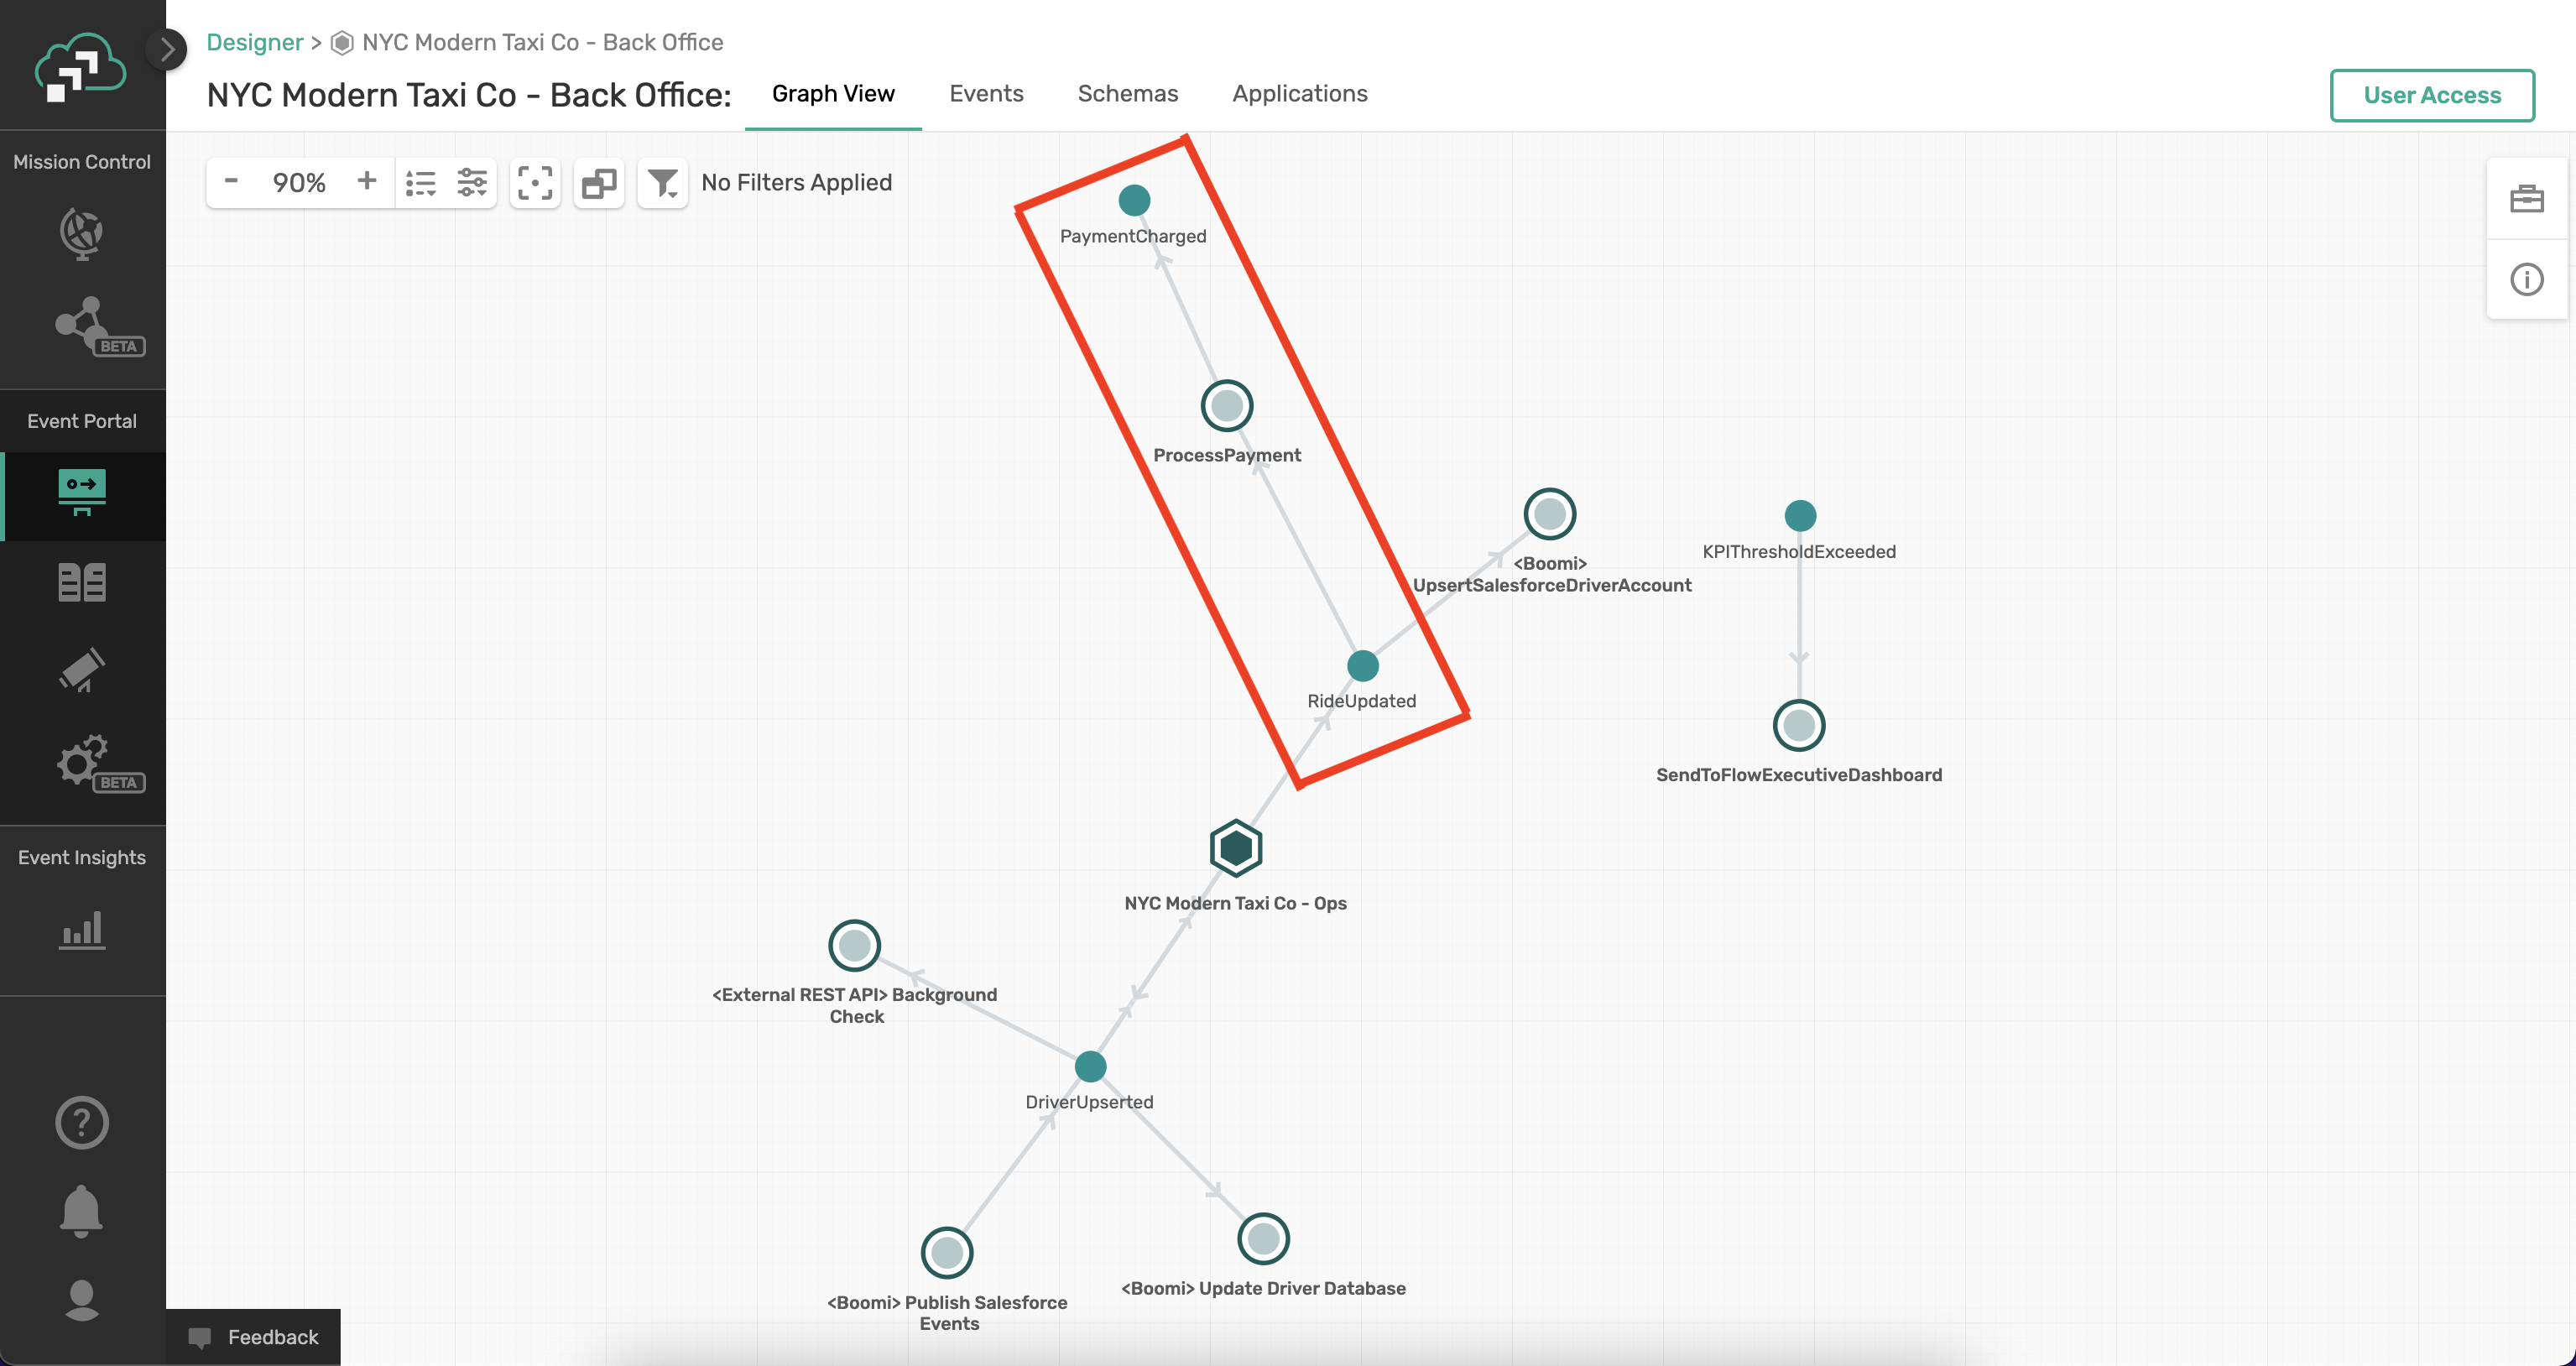 Designer > NYC Modern Taxi Co - Back Office
NYC Modern Taxi Co - Back Office:
Graph View
Events
Schemas
Applications
User Access
Mission Control
BETA
Event Portal
BETA
Event Insights
- 90% +
No Filters Applied
PaymentCharged
ProcessPayment
<Boomi>
UpsertSalesforceDriverAccount
KPIThresholdExceeded
RideUpdated
SendToFlowExecutiveDashboard
NYC Modern Taxi Co - Ops
<External REST API> Background
Check
DriverUpserted
<Boomi> Update Driver Database
<Boomi> Publish Salesforce
Events
Feedback